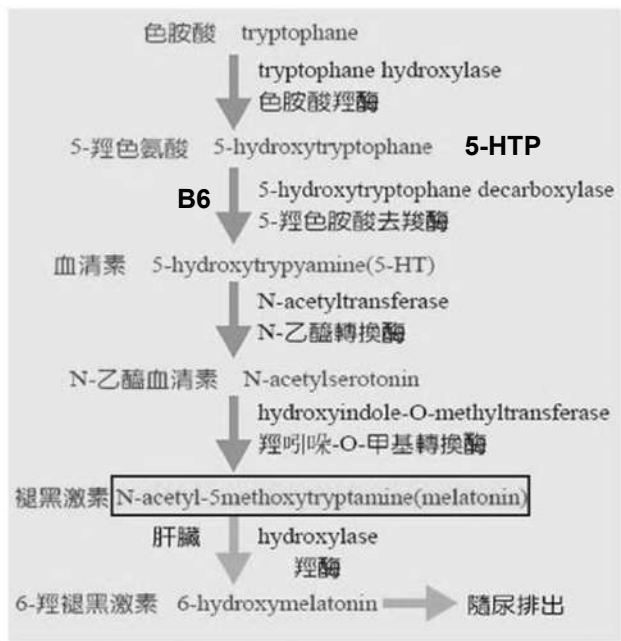 色胺酸 tryptophane
tryptophane hydroxylase
色胺酸羥酶
5-羥色氨酸 5-hydroxytryptophane 5-HTP
B6 5-hydroxytryptophane decarboxylase
5-羥色胺酸去羧酶
血清素 5-hydroxytrypyamine(5-HT)
N-acetyltransferase
N-乙醯轉換酶
N-乙醯血清素 N-acetylserotonin
hydroxyindole-O-methyltransferase
羥吲哚-O-甲基轉換酶
褪黑激素 N-acetyl-5methoxytryptamine(melatonin)
肝臟 hydroxylase
羥酶
6-羥褪黑激素 6-hydroxymelatonin 隨尿排出